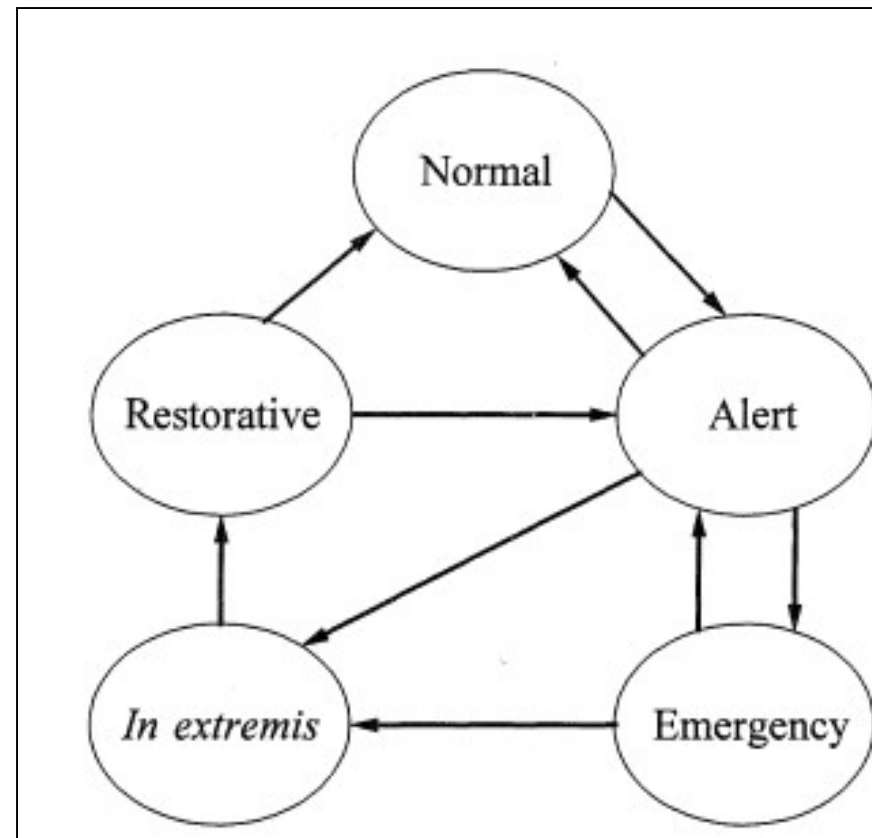 Normal
Restorative
Alert
In extremis
Emergency